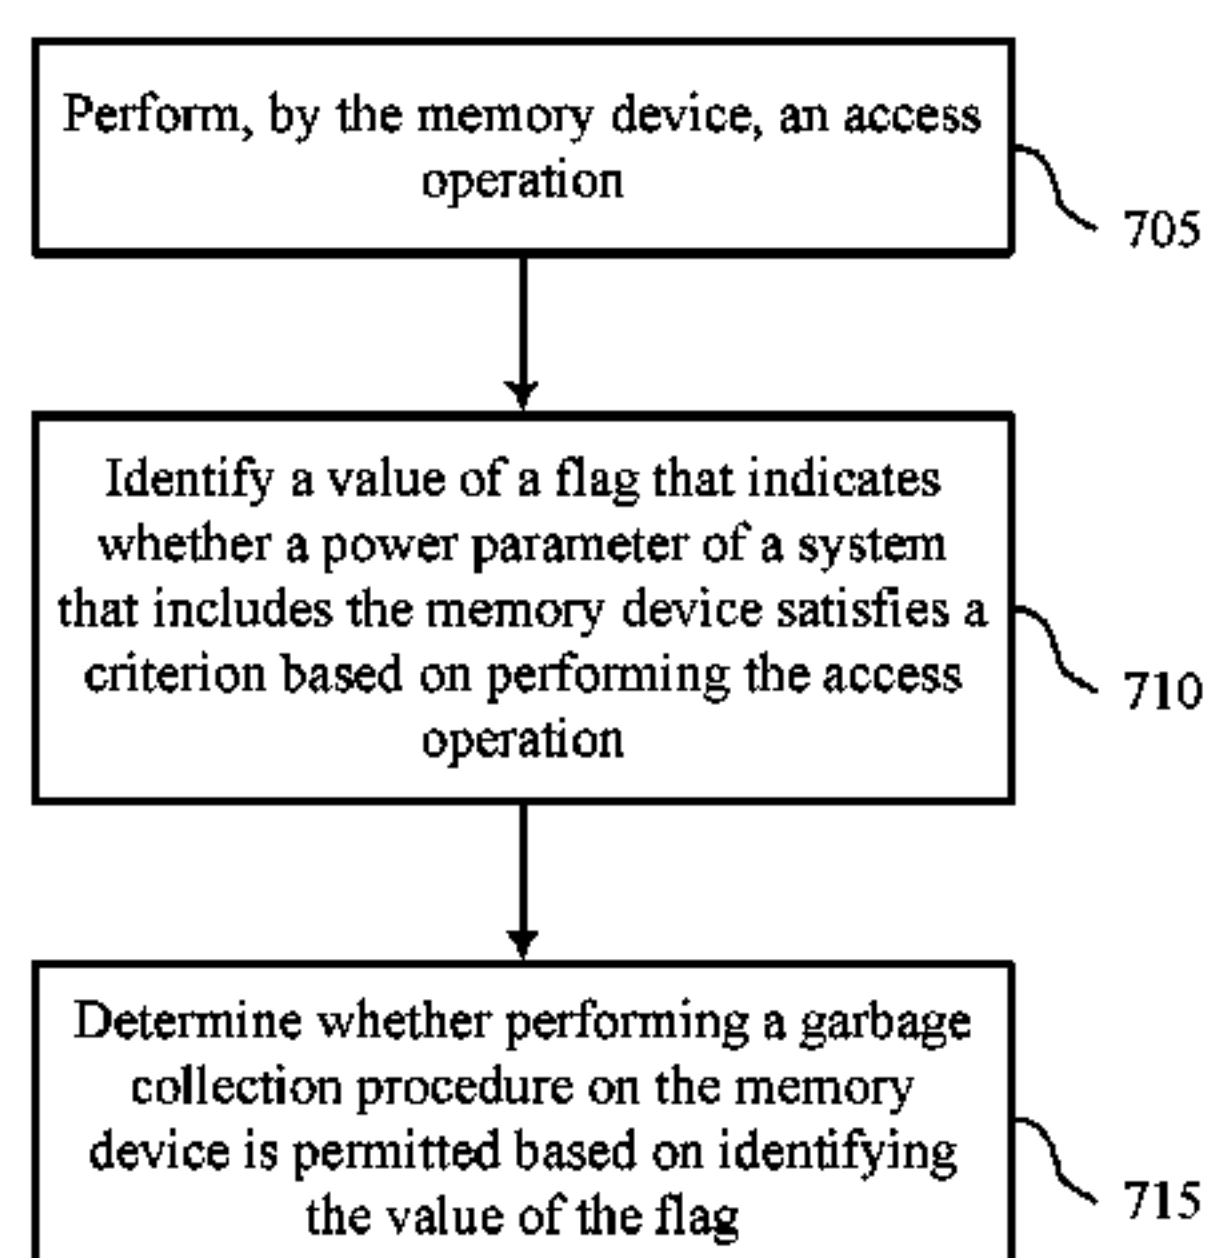 Perform, by the memory device, an access
operation
705
Identify a value of a flag that indicates
whether a power parameter of a system
that includes the memory device satisfies a
criterion based on performing the access
operation
710
Determine whether performing a garbage
collection procedure on the memory
device is permitted based on identifying
the value of the flag
715